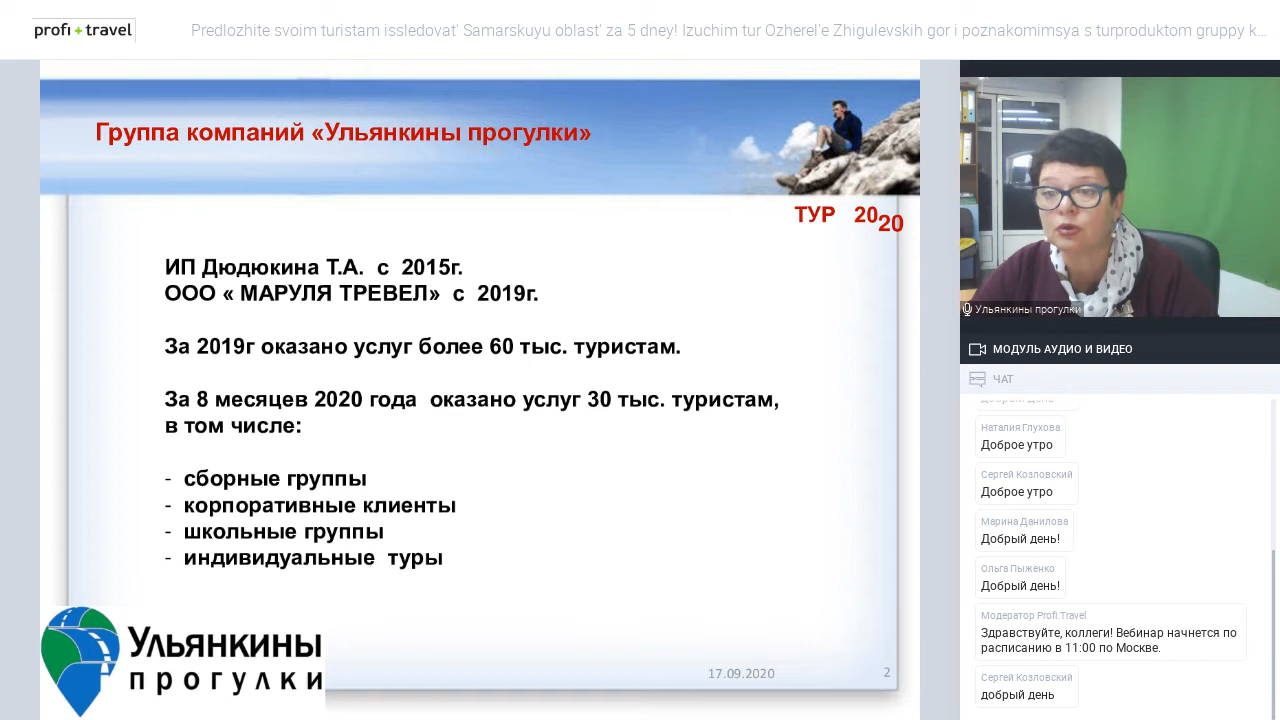 profi + travel
Predlozhite svoim turistam issledovat' Samarskuyu oblast' za 5 dney! Izuchim tur Ozherel'e Zhigulevskih gor i poznakomimsya s turproduktom gruppy k...
Группа компаний «Ульянкины прогулки»
ТУР 2020
ИП Дюдюкина Т.А. с 2015г.
ООО « МАРУЛЯ ТРЕВЕЛ» с 2019г.
За 2019г оказано услуг более 60 тыс. туристам.
За 8 месяцев 2020 года оказано услуг 30 тыс. туристам,
в том числе:
- сборные группы
- корпоративные клиенты
- школьные группы
- индивидуальные туры
Ульянкины
прогулки
17.09.2020
2
Ульянкины прогулки
МОДУЛЬ АУДИО И ВИДЕО
ЧАТ
Добрый день
Наталия Глухова
Доброе утро
Сергей Козловский
Доброе утро
Марина Данилова
Добрый день!
Ольга Пыженко
Добрый день!
Модератор Profi.Travel
Здравствуйте, коллеги! Вебинар начнется по
расписанию в 11:00 по Москве.
Сергей Козловский
добрый день